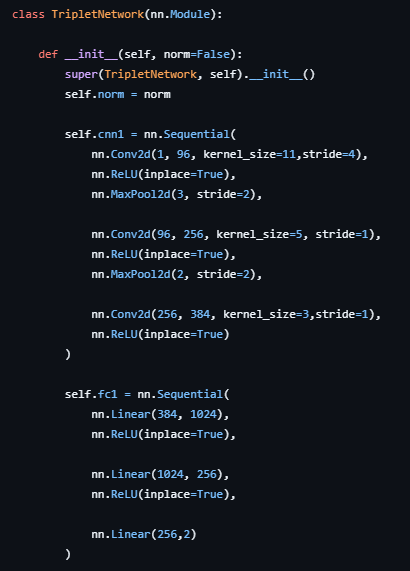 class TripletNetwork(nn.Module):
def __init__(self, norm=False):
super(TripletNetwork, self).__init__()
self.norm = norm
self.cnn1 = nn.Sequential(
nn.Conv2d(1, 96, kernel_size=11,stride=4),
nn.ReLU(inplace=True),
nn.MaxPool2d(3, stride=2),
nn.Conv2d(96, 256, kernel_size=5, stride=1),
nn.ReLU(inplace=True),
nn.MaxPool2d(2, stride=2),
nn.Conv2d(256, 384, kernel_size=3,stride=1),
nn.ReLU(inplace=True)
)
self.fc1 = nn.Sequential(
nn.Linear(384, 1024),
nn.ReLU(inplace=True),
nn.Linear(1024, 256),
nn.ReLU(inplace=True),
nn.Linear(256,2)
)